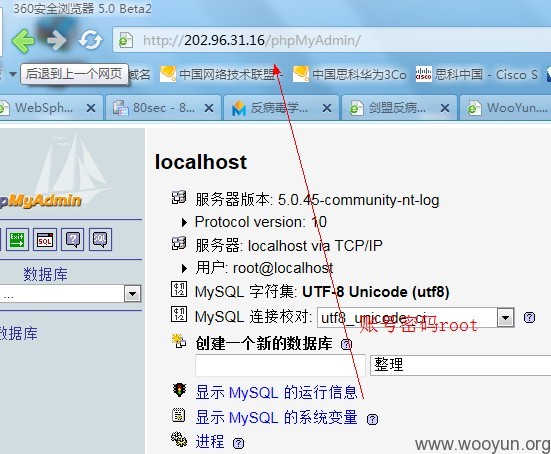 360安全浏览器 5.0 Beta2
http://202.96.31.16/phpMyAdmin/
后退到上一个网页
域名
中国网络技术联盟 -
中国思科华为3Co
思科中国 - Cisco S
WebSph...
80sec - 8...
反病毒学...
剑盟反病...
WooYun....
phpMyAdmin
localhost
服务器版本: 5.0.45-community-nt-log
Protocol version: 10
服务器: localhost via TCP/IP
SQL
用户: root@localhost
数据库
MySQL 字符集: UTF-8 Unicode (utf8)
... 
MySQL 连接校对: utf8_unicode_ci
账号密码root
数据库
创建一个新的数据库
整理
显示 MySQL 的运行信息
显示 MySQL 的系统变量
进程
www.wooyun.org